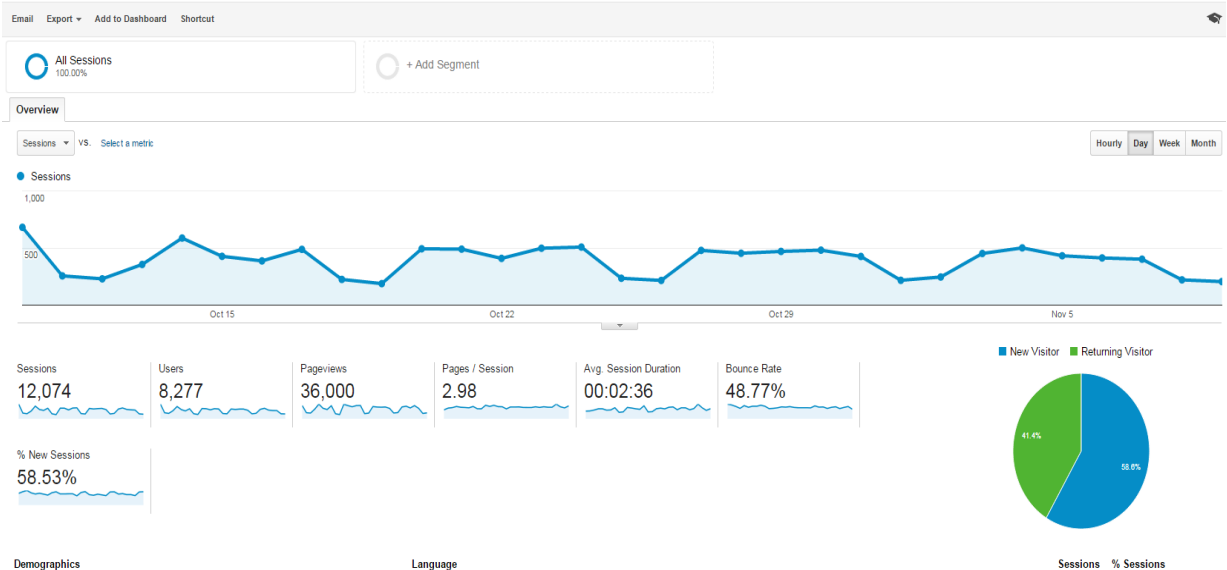 Email Export Add to Dashboard Shortcut
All Sessions
100.00%
+ Add Segment
Overview
Sessions VS. Select a metric
Hourly Day Week Month
Sessions
1,000
500
Oct 15 Oct 22 Oct 29 Nov 5
New Visitor Returning Visitor
Sessions Users Pageviews Pages / Session Avg. Session Duration Bounce Rate
12,074 8,277 36,000 2.98 00:02:36 48.77%
41.4%
58.6%
% New Sessions
58.53%
Demographics Language Sessions % Sessions